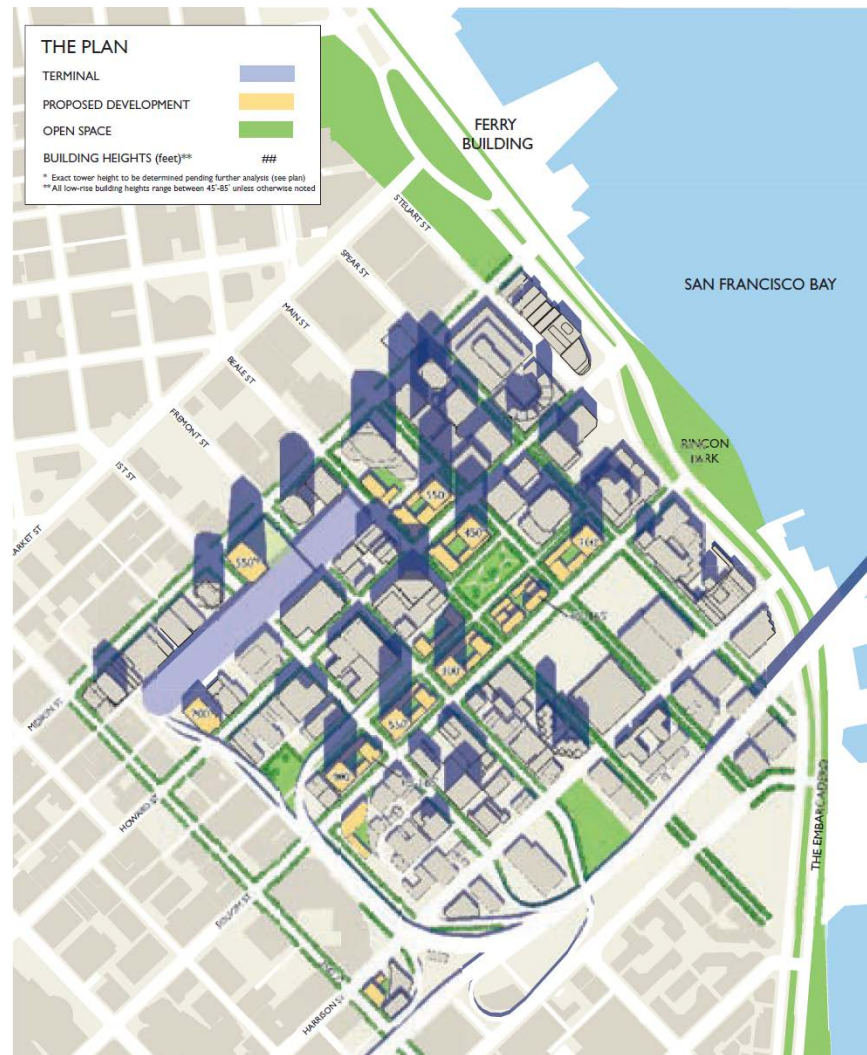 THE PLAN
TERMINAL
PROPOSED DEVELOPMENT
OPEN SPACE
BUILDING HEIGHTS (feet)** ##
* Exact tower height to be determined pending further analysis (see plan)
** All low-rise building heights range between 45'-85' unless otherwise noted
FERRY
BUILDING
STEUART ST
SPEAR ST
SAN FRANCISCO BAY
MAIN ST
BEALE ST
FREMONT ST
1ST ST
RINCON
PARK
MARKET ST
550
450
550*
MISSION ST
HOWARD ST
THE EMBARCADERO
FOLSOM ST
HARRISON ST